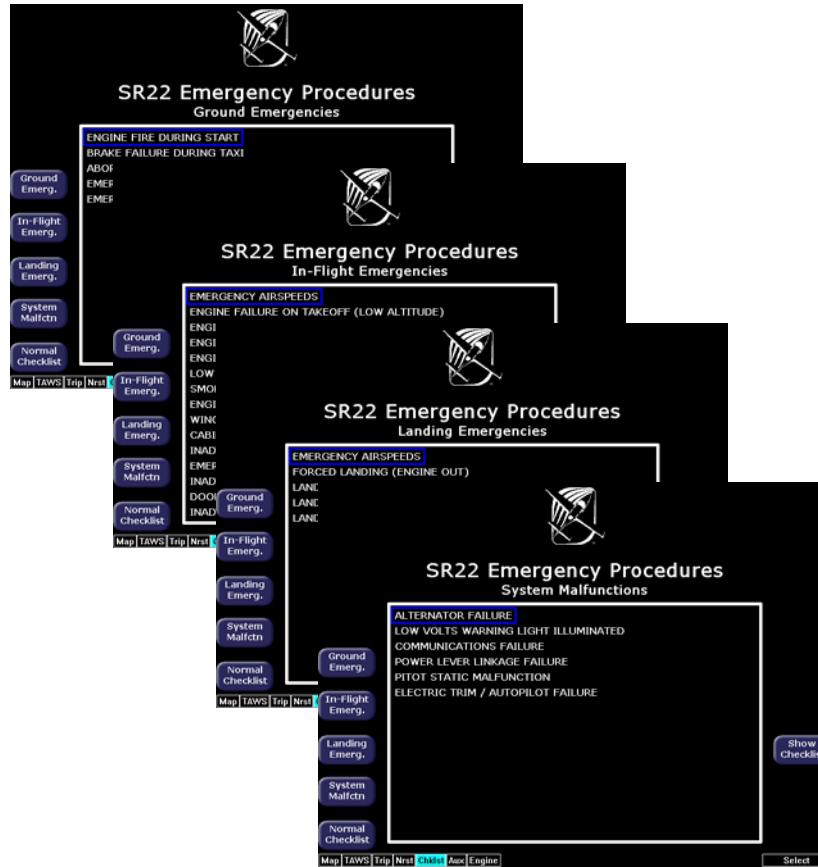 SR22 Emergency Procedures
Ground Emergencies
ENGINE FIRE DURING START
BRAKE FAILURE DURING TAXI
Ground
Emerg.
In-Flight
Emerg.
Landing
Emerg.
System
Malfctn
Normal
Checklist
Map TAWS Trip Nrst
SR22 Emergency Procedures
In-Flight Emergencies
EMERGENCY AIRSPEEDS
ENGINE FAILURE ON TAKEOFF (LOW ALTITUDE)
LOW
Ground
Emerg.
In-Flight
Emerg.
Landing
Emerg.
System
Malfctn
Normal
Checklist
Map TAWS Trip Nrst
SR22 Emergency Procedures
Landing Emergencies
EMERGENCY AIRSPEEDS
FORCED LANDING (ENGINE OUT)
Ground
Emerg.
In-Flight
Emerg.
Landing
Emerg.
System
Malfctn
Normal
Checklist
Map TAWS Trip Nrst
SR22 Emergency Procedures
System Malfunctions
ALTERNATOR FAILURE
LOW VOLTS WARNING LIGHT ILLUMINATED
COMMUNICATIONS FAILURE
POWER LEVER LINKAGE FAILURE
PITOT STATIC MALFUNCTION
ELECTRIC TRIM / AUTOPILOT FAILURE
Ground
Emerg.
In-Flight
Emerg.
Landing
Emerg.
System
Malfctn
Normal
Checklist
Show
Map TAWS Trip Nrst Chklst Aux Engine
Select